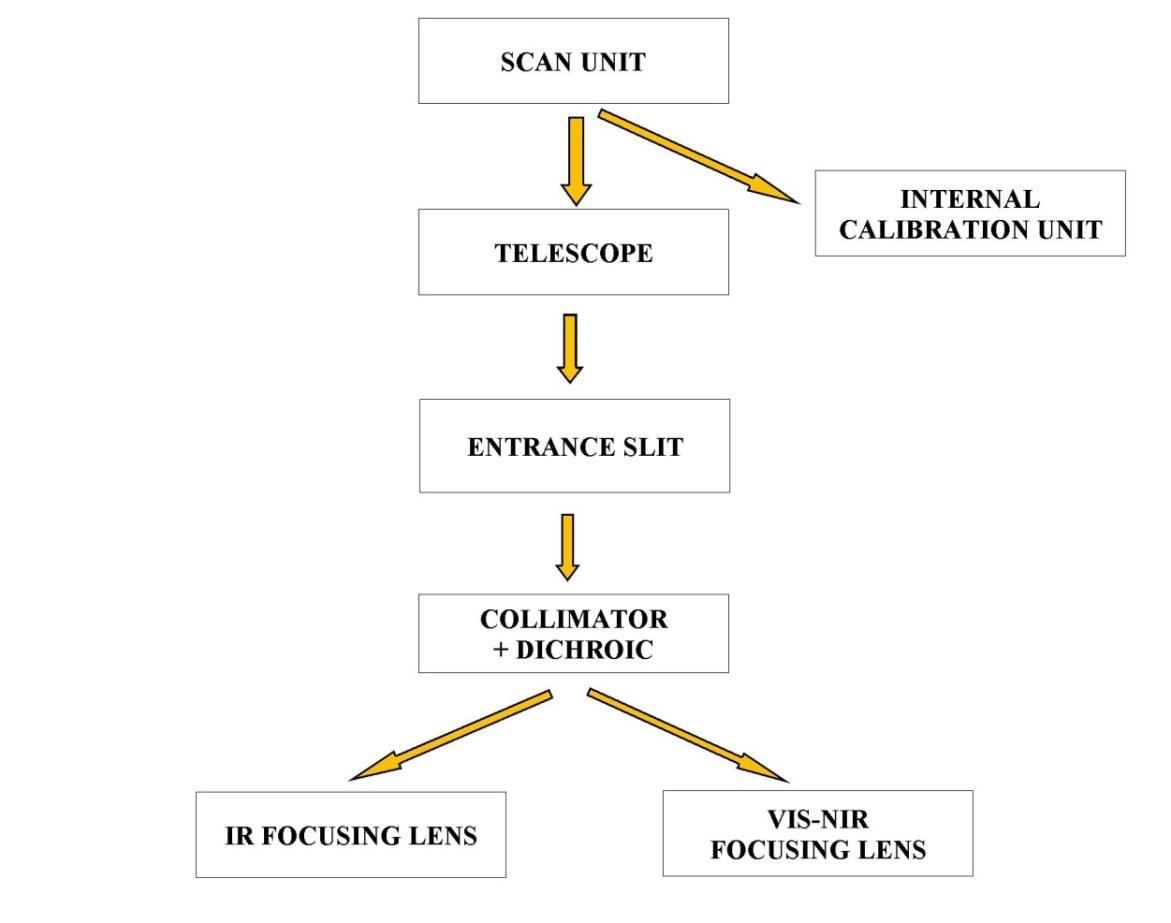 SCAN UNIT
INTERNAL
CALIBRATION UNIT
TELESCOPE
ENTRANCE SLIT
COLLIMATOR
+ DICHROIC
IR FOCUSING LENS
VIS-NIR
FOCUSING LENS